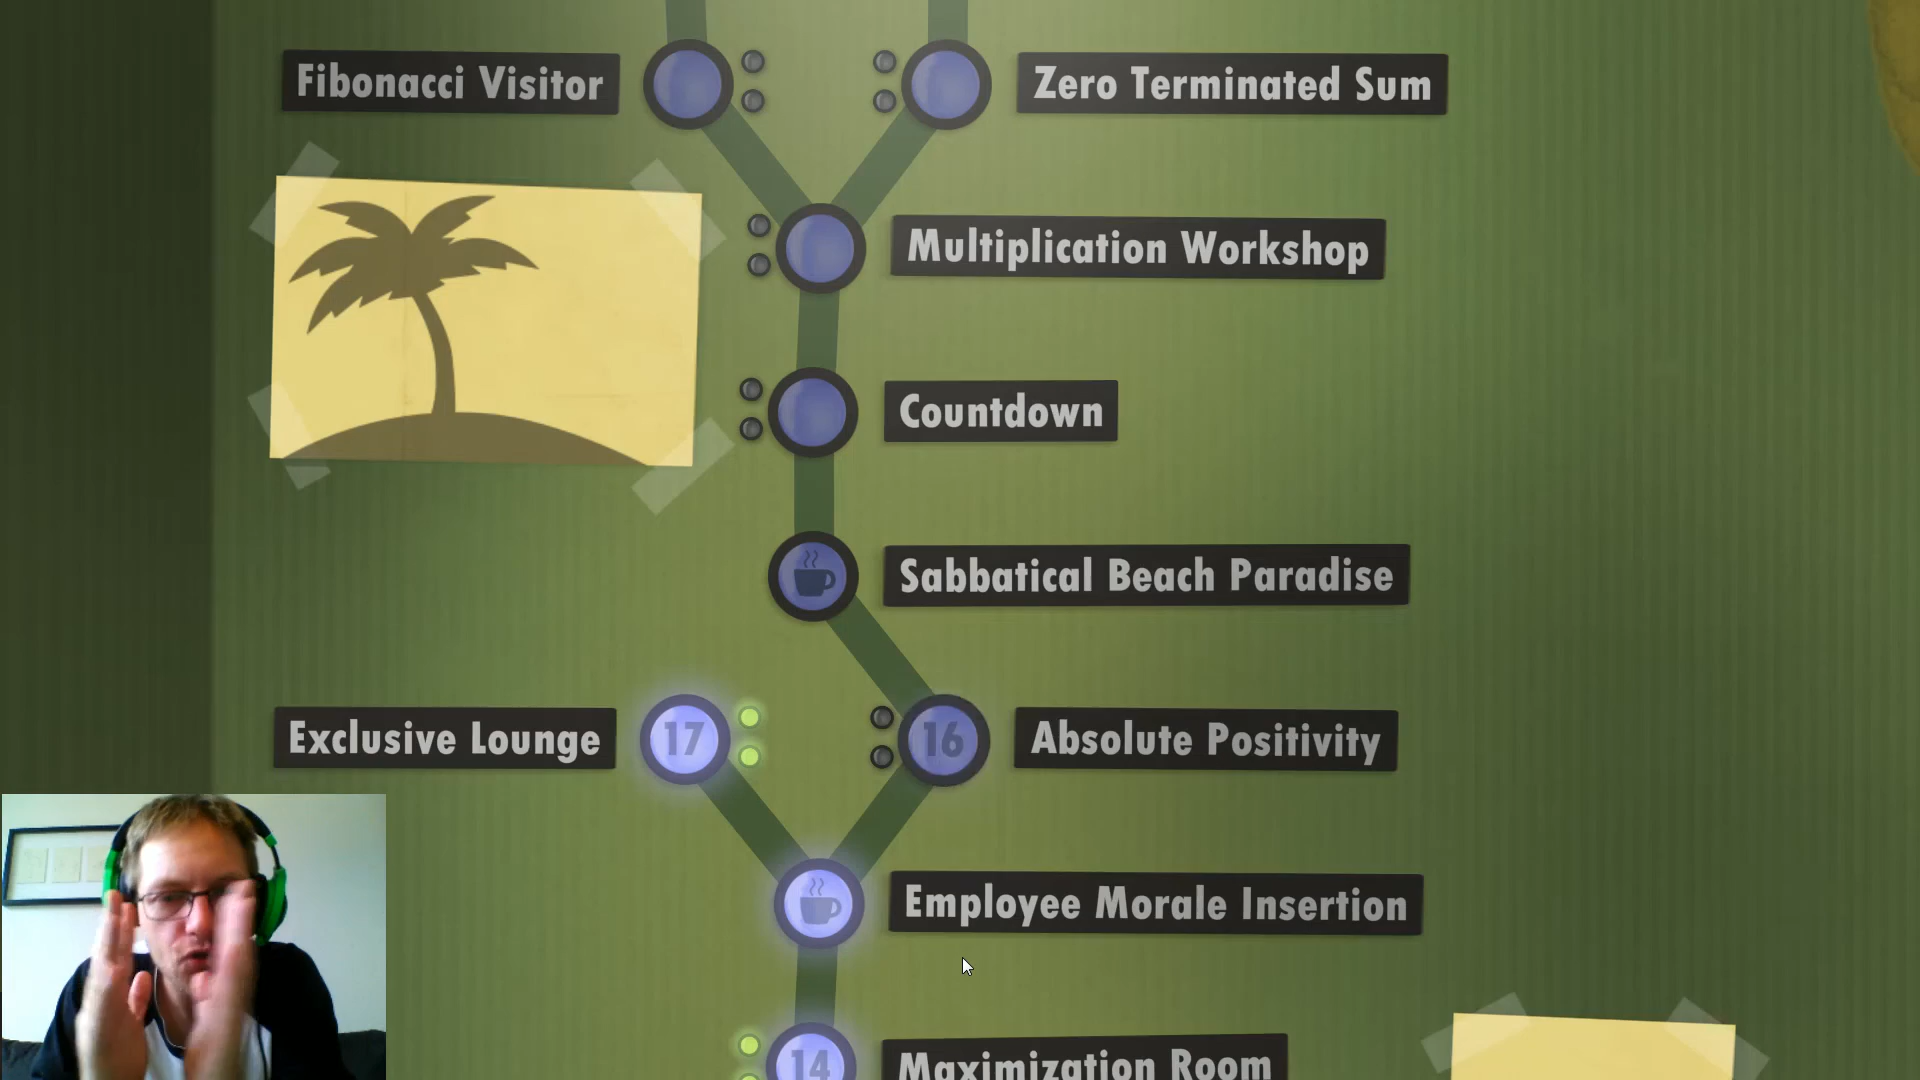 Fibonacci Visitor
Zero Terminated Sum
Multiplication Workshop
Countdown
Sabbatical Beach Paradise
Exclusive Lounge
17
16
Absolute Positivity
Employee Morale Insertion
14
Maximization Room